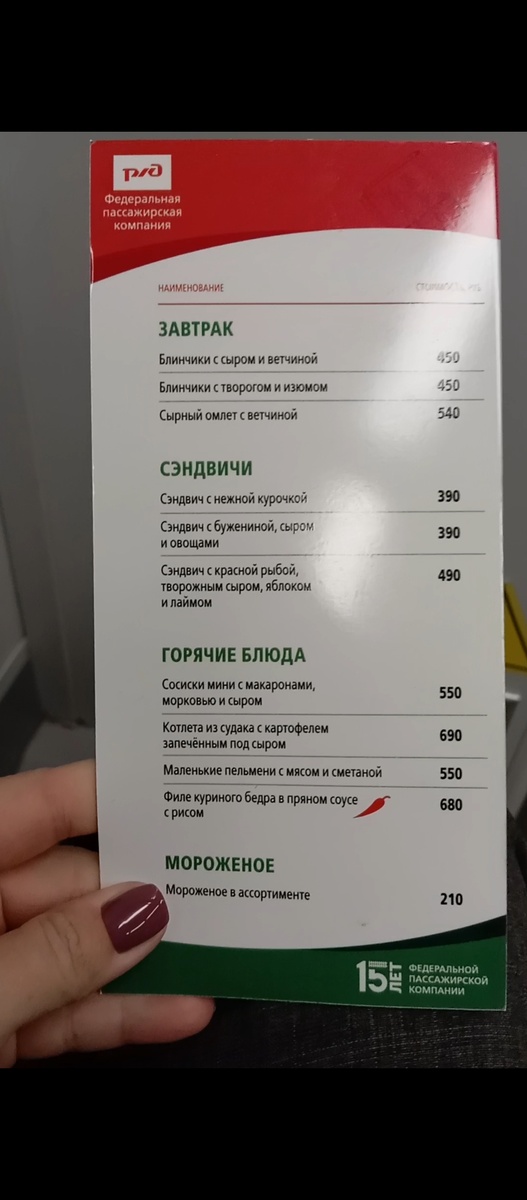 РЖД
Федеральная
пассажирская
компания
НАИМЕНОВАНИЕ СТОИМОСТЬ, РУБ
ЗАВТРАК
Блинчики с сыром и ветчиной 450
Блинчики с творогом и изюмом 450
Сырный омлет с ветчиной 540
СЭНДВИЧИ
Сэндвич с нежной курочкой 390
Сэндвич с бужениной, сыром
и овощами 390
Сэндвич с красной рыбой, 490
творожным сыром, яблоком
и лаймом
ГОРЯЧИЕ БЛЮДА
Сосиски мини с макаронами,
морковью и сыром 550
Котлета из судака с картофелем
запечённым под сыром 690
Маленькие пельмени с мясом и сметаной 550
Филе куриного бедра в пряном соусе 680
с рисом
МОРОЖЕНОЕ
Мороженое в ассортименте 210
15 ЛЕТ
ФЕДЕРАЛЬНОЙ
ПАССАЖИРСКОЙ
КОМПАНИИ